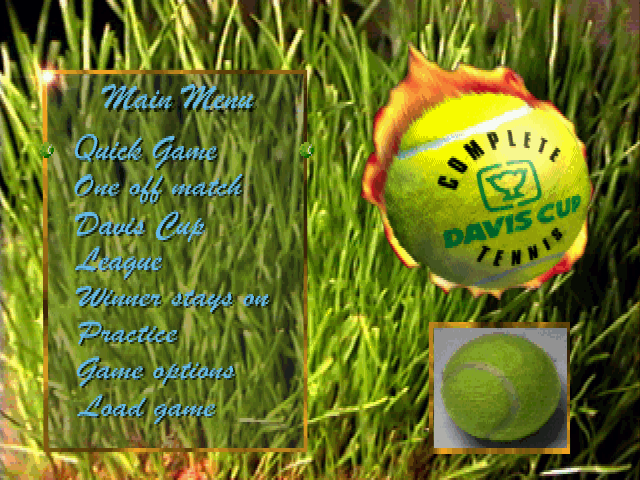 Main Menu
Quick Game
One off match
Davis Cup
League
Winner stays on
Practice
Game options
Load game
COMPLETE
DAVIS CUP
TENNIS